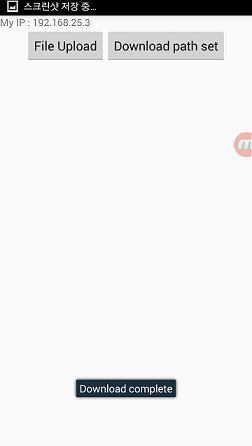 스크린샷 저장 중...
My IP : 192.168.25.3
File Upload Download path set
m
Download complete